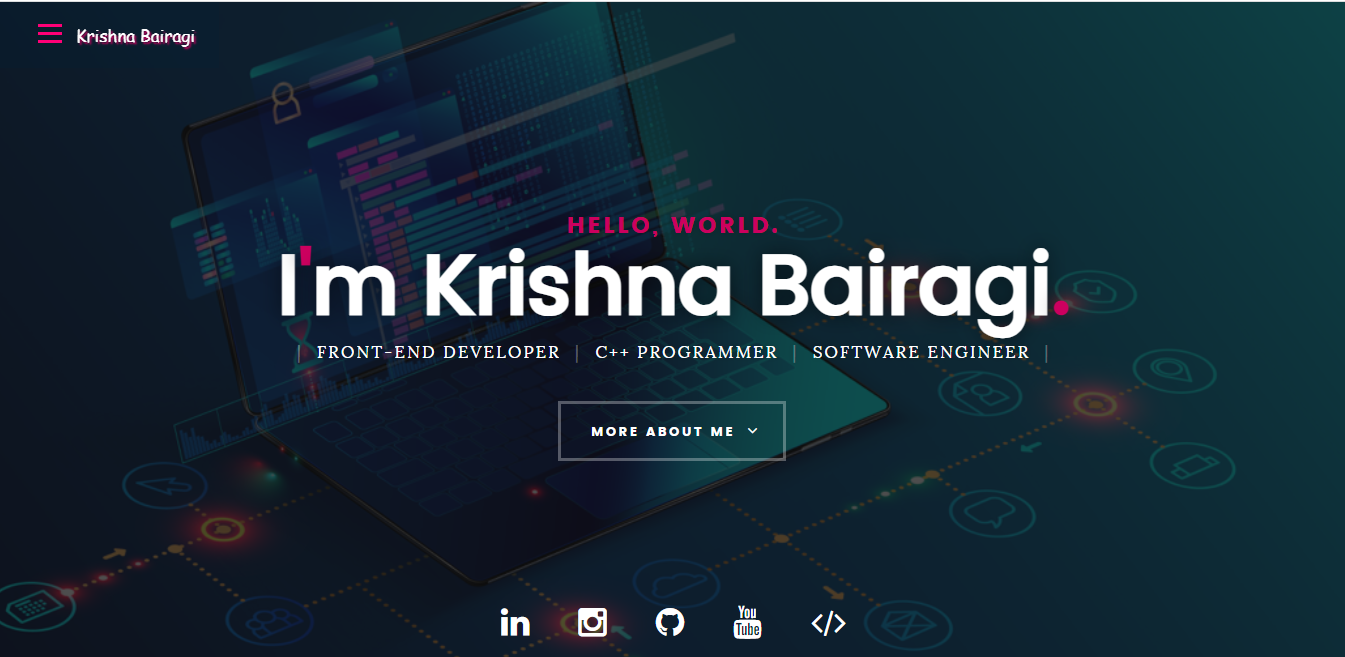 Krishna Bairagi
HELLO, WORLD.
I'm Krishna Bairagi.
| FRONT-END DEVELOPER | C++ PROGRAMMER | SOFTWARE ENGINEER |
MORE ABOUT ME
in You Tube </>